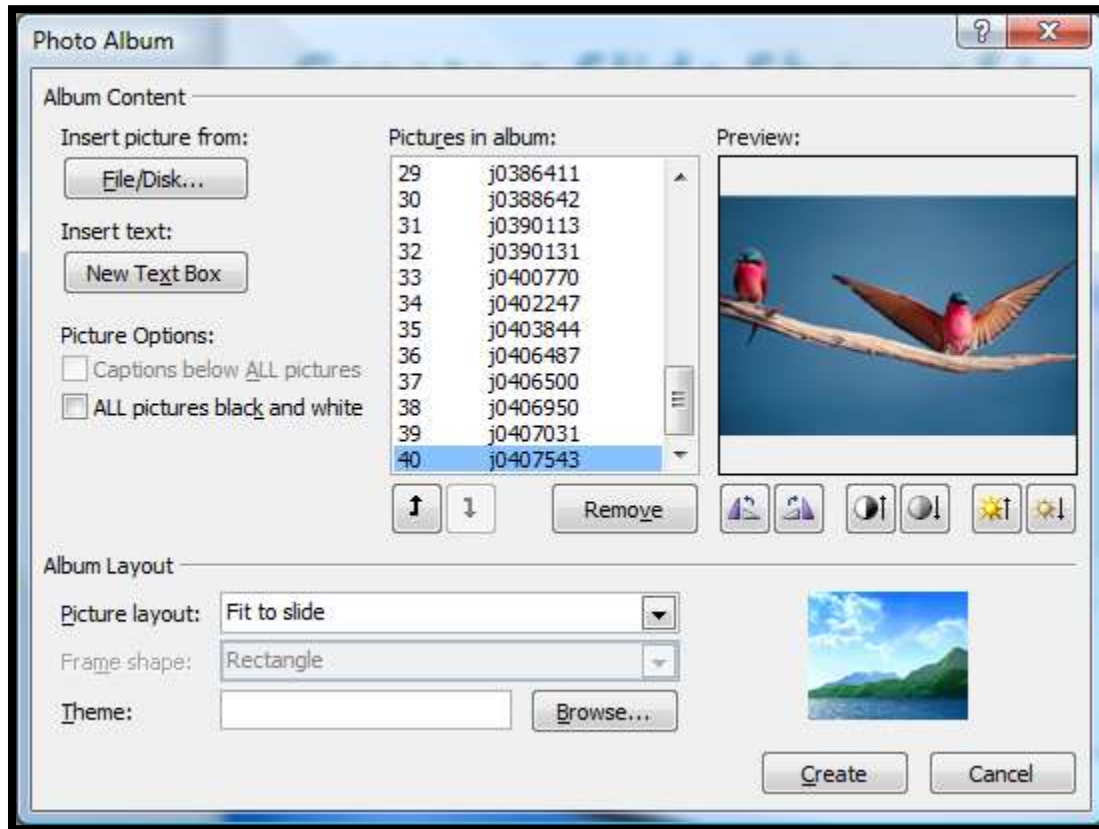 Photo Album
Album Content
Insert picture from:
File/Disk...
Insert text:
New Text Box
Picture Options:
Captions below ALL pictures
ALL pictures black and white
Pictures in album:
29 j0386411
30 j0388642
31 j0390113
32 j0390131
33 j0400770
34 j0402247
35 j0403844
36 j0406487
37 j0406500
38 j0406950
39 j0407031
40 j0407543
Remove
Preview:
Album Layout
Picture layout: Fit to slide
Frame shape: Rectangle
Theme: Browse...
Create Cancel